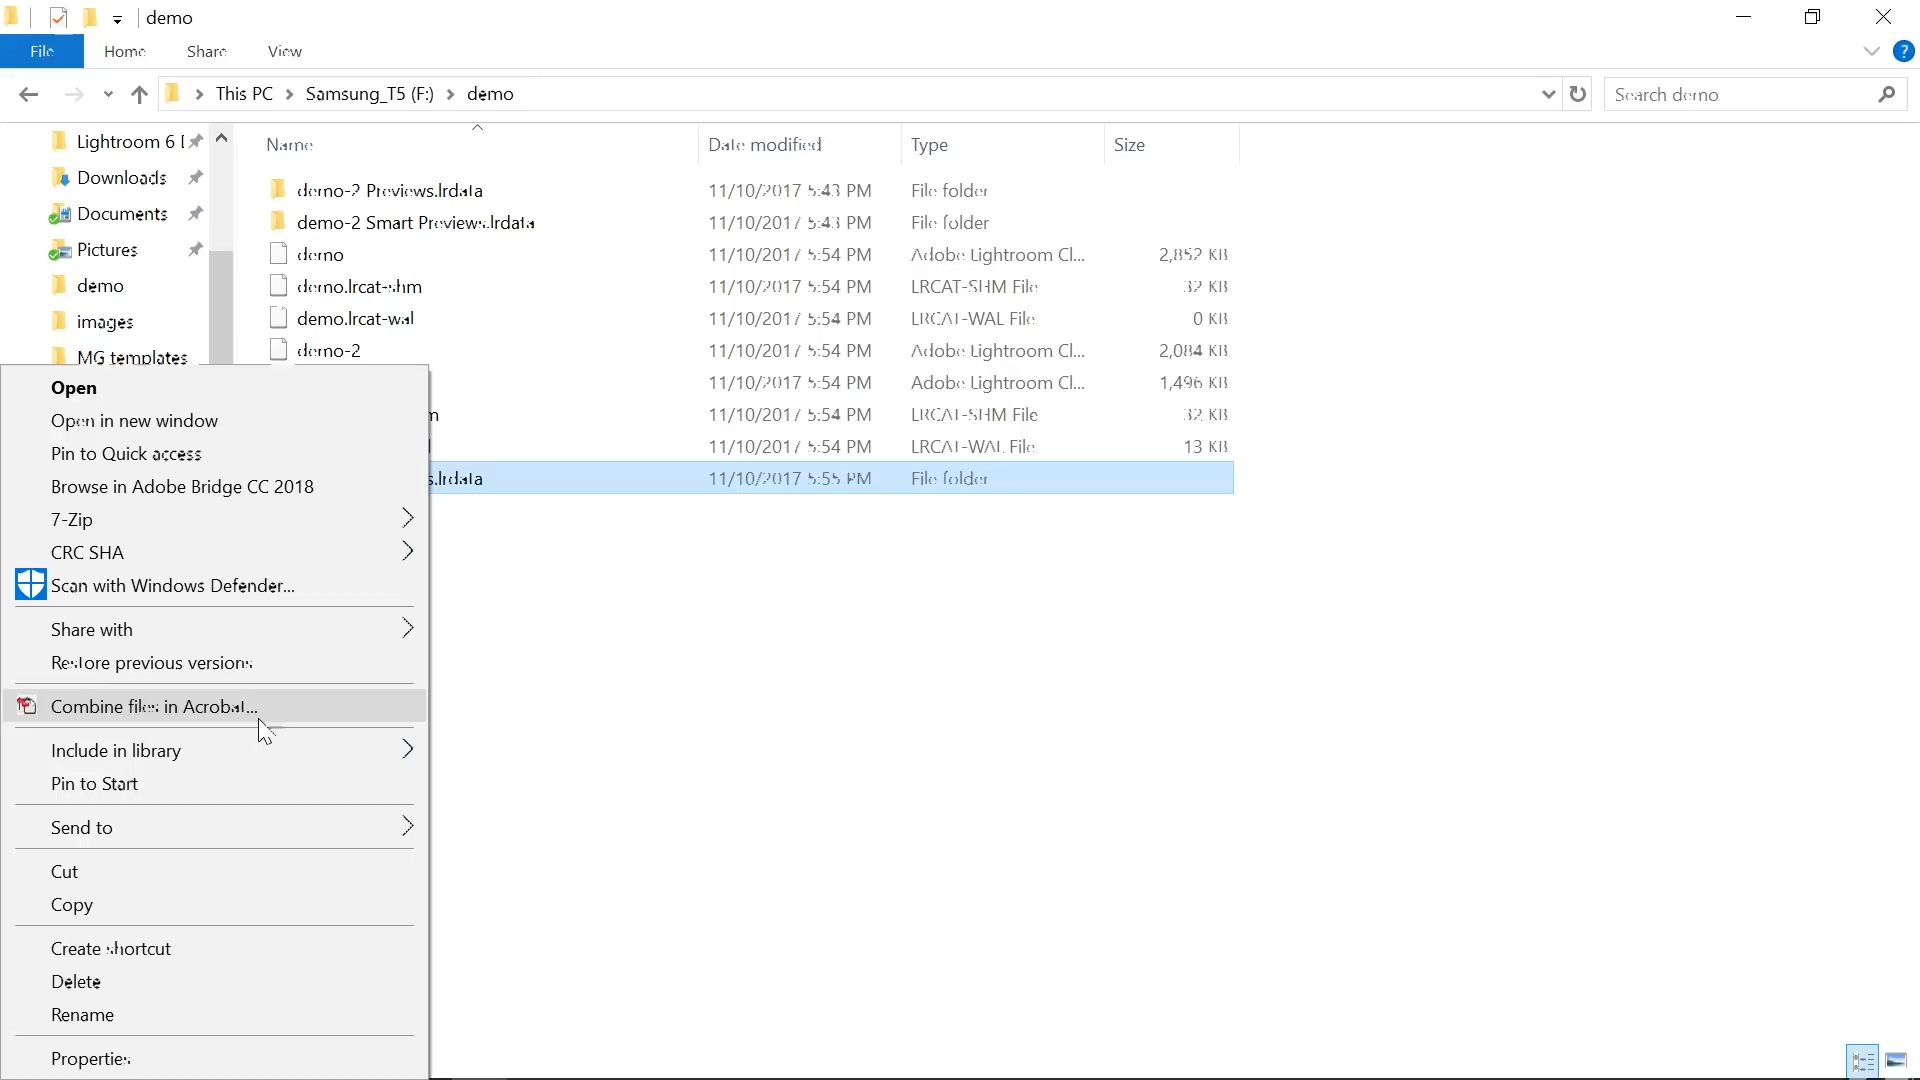 demo
File Home Share View
This PC Samsung_T5 (F:) demo Search demo
Name Date modified Type Size
Lightroom 6
Downloads
Documents
Pictures
demo
images
MG templates
demo-2 Previews.lrdata 11/10/2017 5:43 PM File folder
demo-2 Smart Previews.lrdata 11/10/2017 5:43 PM File folder
demo 11/10/2017 5:54 PM Adobe Lightroom Cl... 2,852 KB
demo.lrcat-shm 11/10/2017 5:54 PM LRCAT-SHM File 32 KB
demo.lrcat-wal 11/10/2017 5:54 PM LRCAT-WAL File 0 KB
demo-2 11/10/2017 5:54 PM Adobe Lightroom Cl... 2,084 KB
11/10/2017 5:54 PM Adobe Lightroom Cl... 1,496 KB
m 11/10/2017 5:54 PM LRCAT-SHM File 32 KB
l 11/10/2017 5:54 PM LRCAT-WAL File 13 KB
s.lrdata 11/10/2017 5:55 PM File folder
Open
Open in new window
Pin to Quick access
Browse in Adobe Bridge CC 2018
7-Zip
CRC SHA
Scan with Windows Defender...
Share with
Restore previous versions
Combine files in Acrobat...
Include in library
Pin to Start
Send to
Cut
Copy
Create shortcut
Delete
Rename
Properties